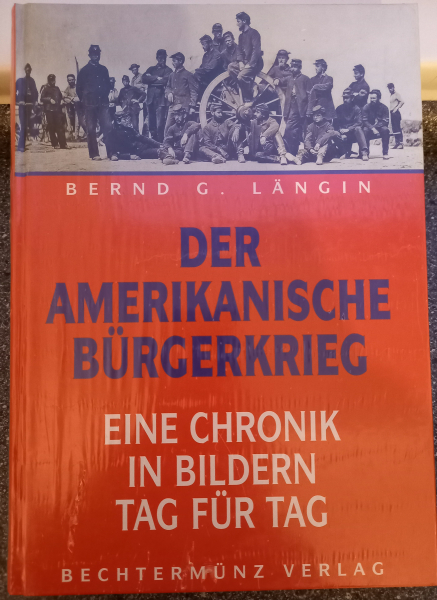 BERND G. LÄNGIN
DER
AMERIKANISCHE
BÜRGERKRIEG
EINE CHRONIK
IN BILDERN
TAG FÜR TAG
BECHTERMÜNZ VERLAG